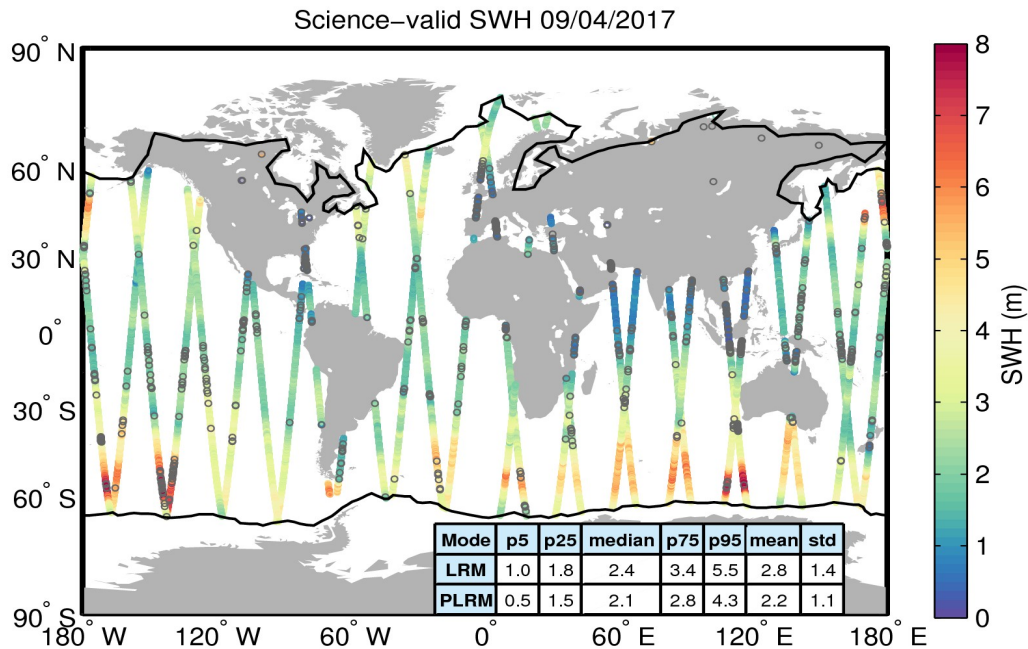 Science−valid SWH 09/04/2017
90° N
60° N
30° N
0°
30° S
60° S
90° S
180° W
120° W
60° W
0°
60° E
120° E
180° E
8
7
6
5
4
3
2
1
0
SWH (m)
Mode p5 p25 median p75 p95 mean std
LRM 1.0 1.8 2.4 3.4 5.5 2.8 1.4
PLRM 0.5 1.5 2.1 2.8 4.3 2.2 1.1